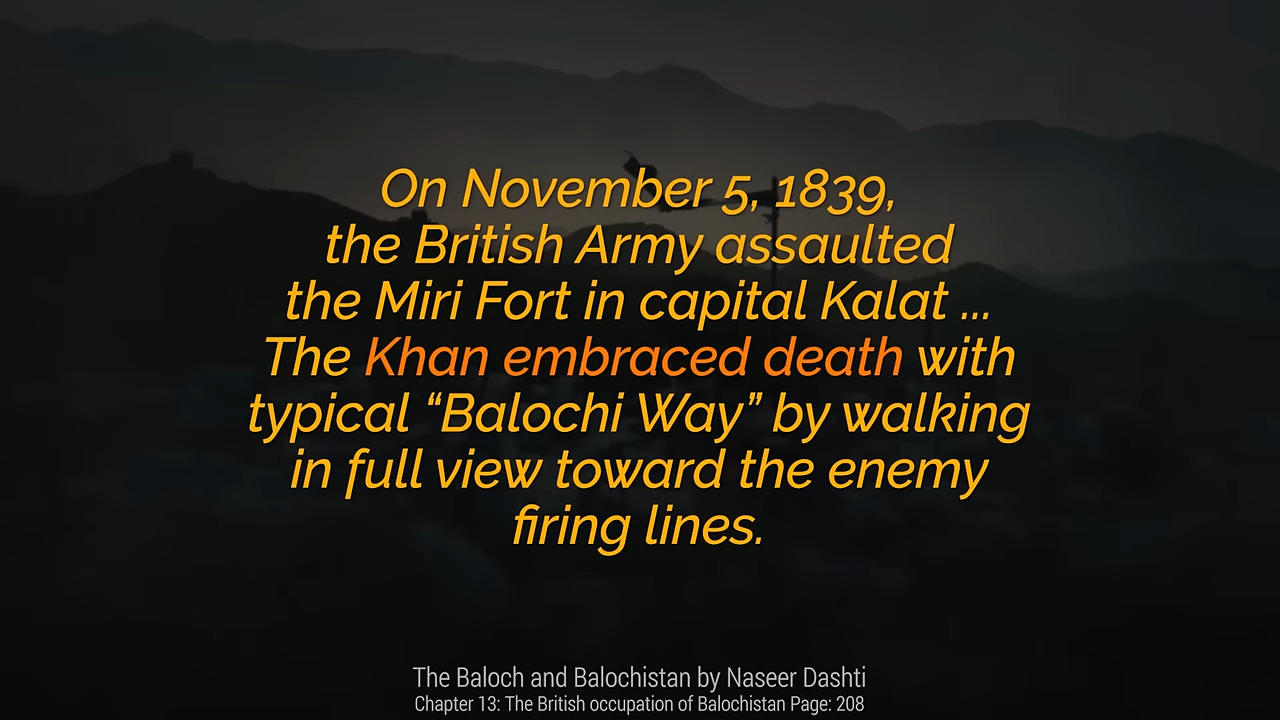 On November 5, 1839,
the British Army assaulted
the Miri Fort in capital Kalat ...
The Khan embraced death with
typical “Balochi Way” by walking
in full view toward the enemy
firing lines.
The Baloch and Balochistan by Naseer Dashti
Chapter 13: The British occupation of Balochistan Page: 208